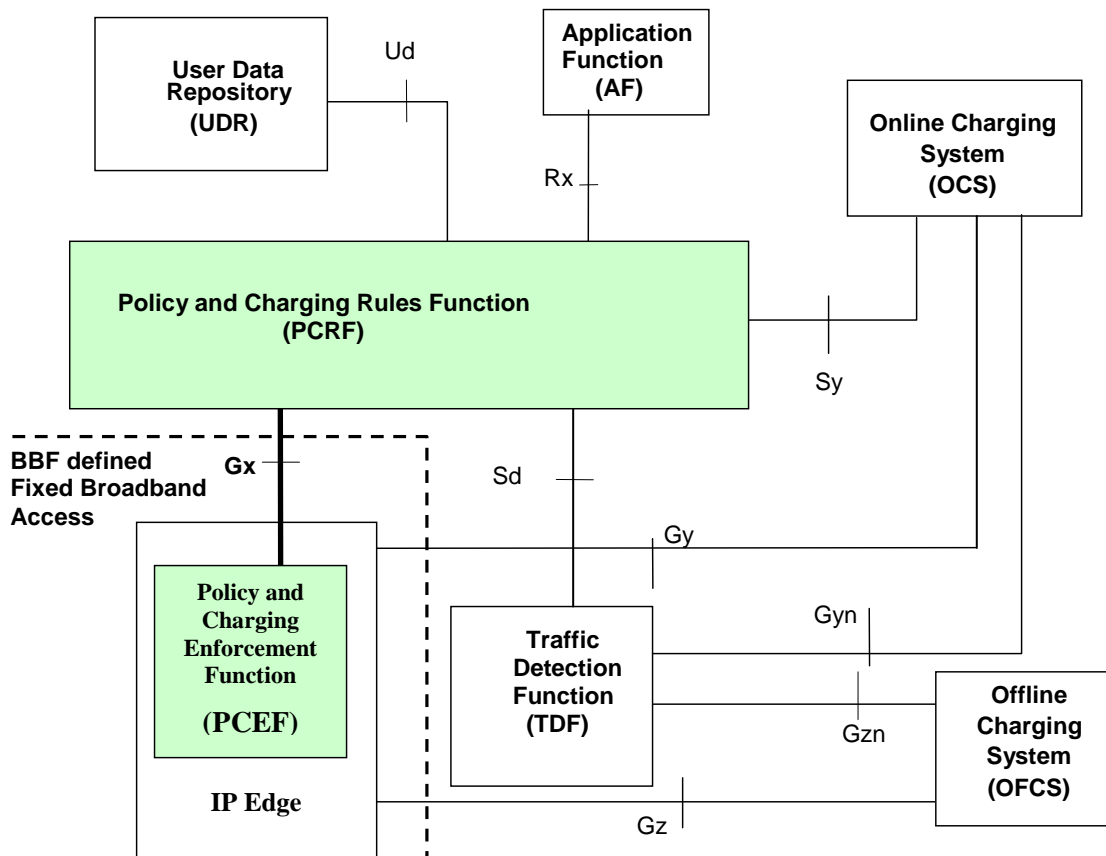 User Data
Repository
(UDR)
Ud
Application
Function
(AF)
Rx
Online Charging
System
(OCS)
Policy and Charging Rules Function
(PCRF)
Sy
BBF defined
Fixed Broadband
Access
Gx
Sd
Gy
Policy and
Charging
Enforcement
Function
(PCEF)
IP Edge
Traffic
Detection
Function
(TDF)
Gyn
Gzn
Offline
Charging
System
(OFCS)
Gz